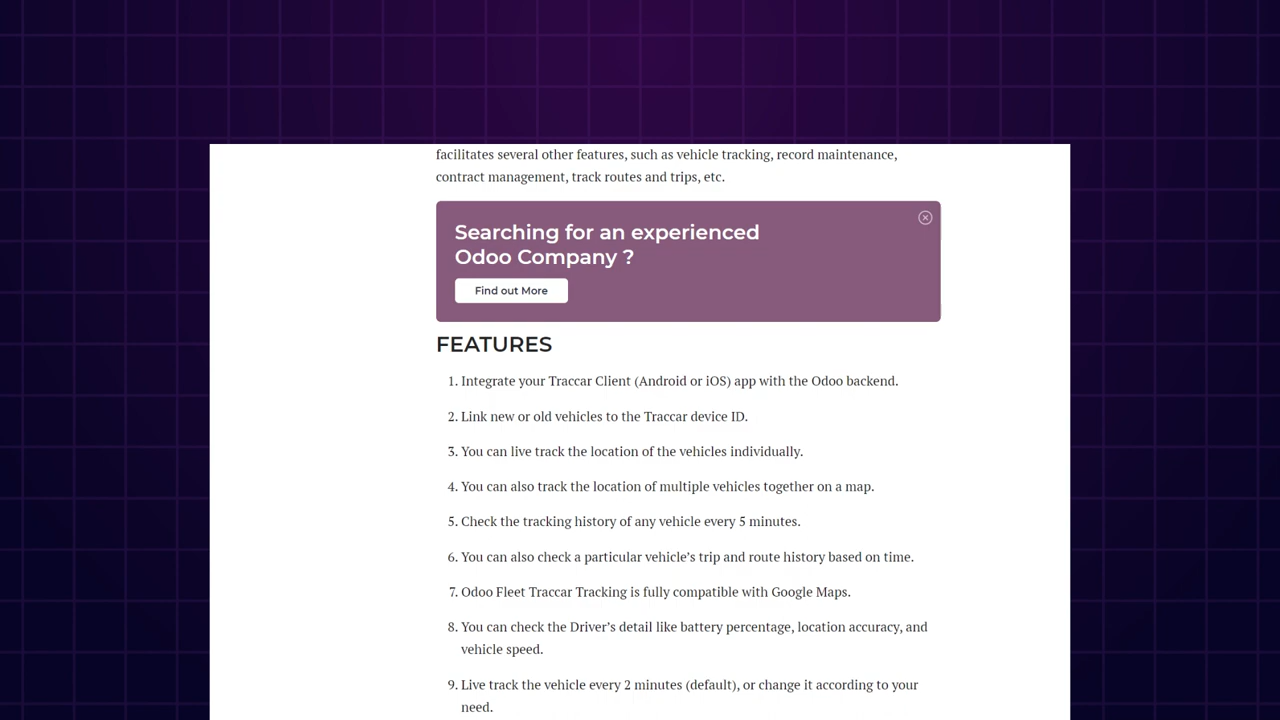 facilitates several other features, such as vehicle tracking, record maintenance,
contract management, track routes and trips, etc.
Searching for an experienced
Odoo Company ?
Find out More
FEATURES
1. Integrate your Traccar Client (Android or iOS) app with the Odoo backend.
2. Link new or old vehicles to the Traccar device ID.
3. You can live track the location of the vehicles individually.
4. You can also track the location of multiple vehicles together on a map.
5. Check the tracking history of any vehicle every 5 minutes.
6. You can also check a particular vehicle’s trip and route history based on time.
7. Odoo Fleet Traccar Tracking is fully compatible with Google Maps.
8. You can check the Driver’s detail like battery percentage, location accuracy, and
vehicle speed.
9. Live track the vehicle every 2 minutes (default), or change it according to your
need.